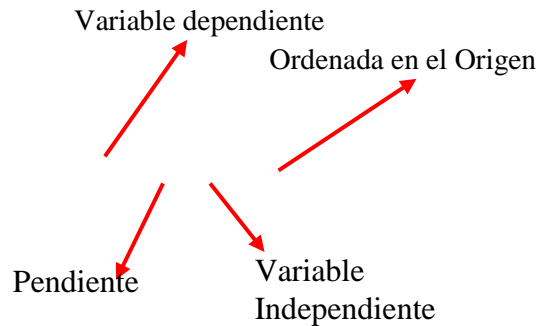 Variable dependiente
Ordenada en el Origen
Pendiente
Variable
Independiente